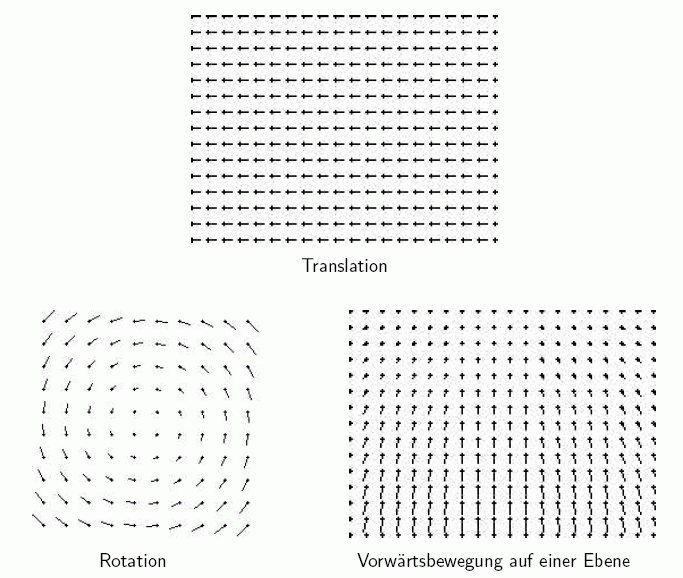 Translation
Rotation
Vorwärtsbewegung auf einer Ebene